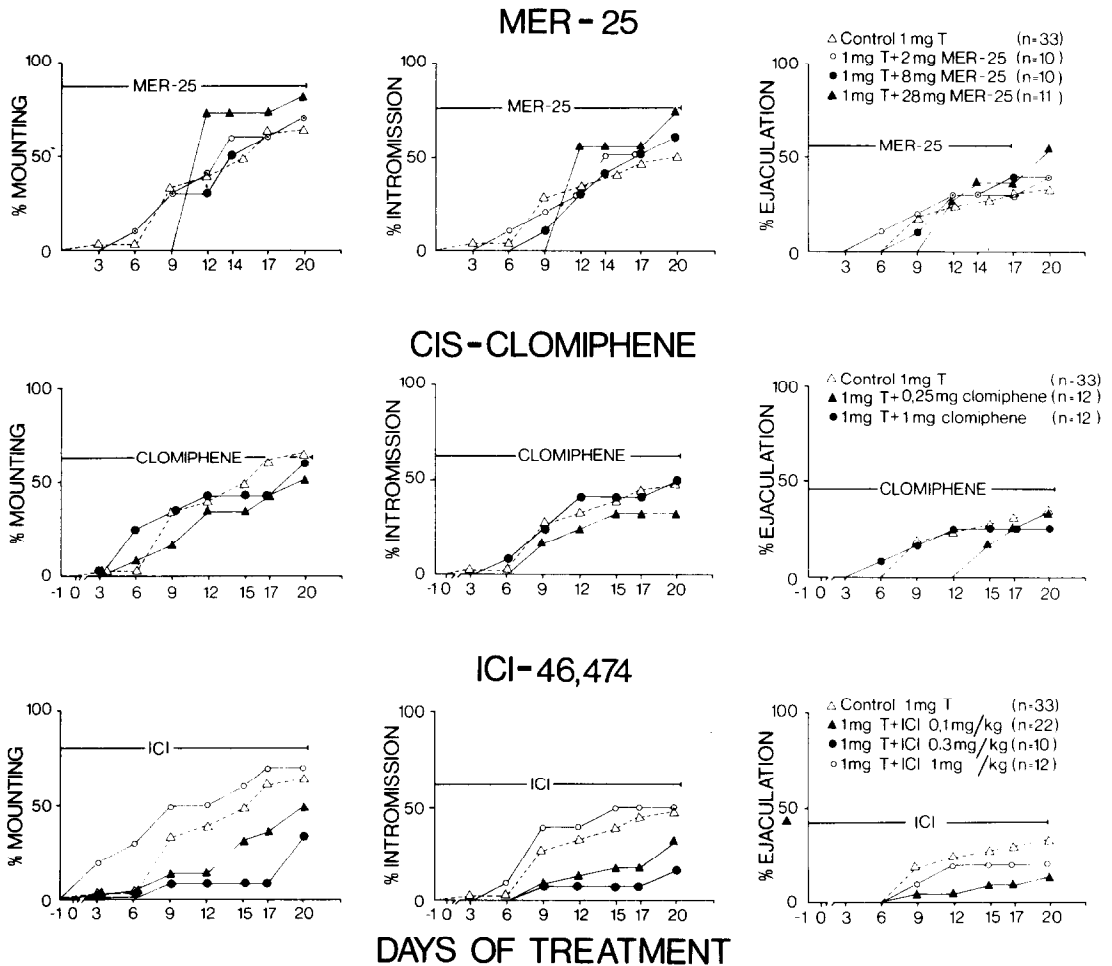 MER-25
% MOUNTING
100
50
0
MER-25
3 6 9 12 14 17 20
% INTROMISSION
100
50
0
MER-25
3 6 9 12 14 17 20
% EJACULATION
100
50
0
MER-25
3 6 9 12 14 17 20
△ Control 1mg T (n=33)
○ 1mg T+2mg MER-25 (n=10)
● 1mg T+8mg MER-25 (n=10)
▲ 1mg T+28mg MER-25 (n=11)
CIS-CLOMIPHENE
% MOUNTING
100
50
0
CLOMIPHENE
-1 0 3 6 9 12 15 17 20
% INTROMISSION
100
50
0
CLOMIPHENE
-1 0 3 6 9 12 15 17 20
% EJACULATION
100
50
0
CLOMIPHENE
-1 0 3 6 9 12 15 17 20
△ Control 1mg T (n=33)
▲ 1mg T+0,25mg clomiphene (n=12)
● 1mg T+1mg clomiphene (n=12)
ICI-46,474
% MOUNTING
100
50
0
ICI
-1 0 3 6 9 12 15 17 20
% INTROMISSION
100
50
0
ICI
-1 0 3 6 9 12 15 17 20
% EJACULATION
100
50
0
ICI
-1 0 3 6 9 12 15 17 20
△ Control 1mg T (n=33)
▲ 1mg T+ICI 0,1mg/kg (n=22)
● 1mg T+ICI 0.3mg/kg (n=10)
○ 1mg T+ICI 1mg /kg (n=12)
DAYS OF TREATMENT